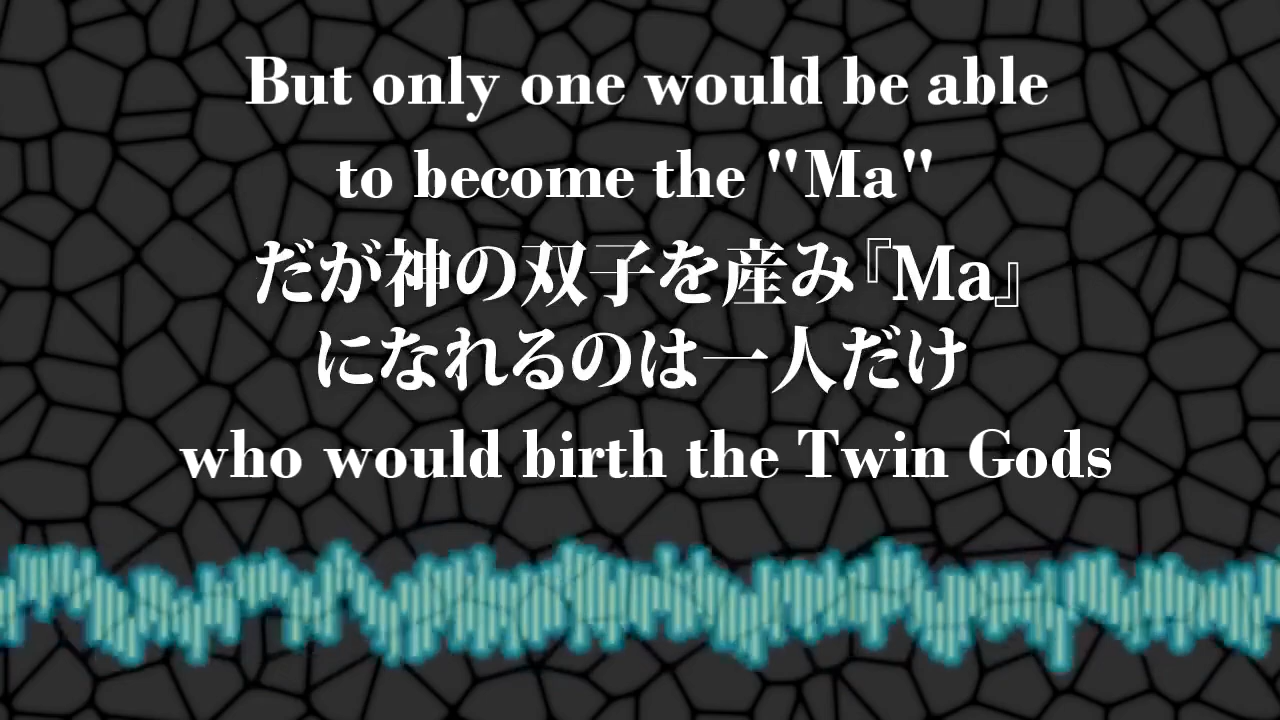 But only one would be able
to become the "Ma"
だが神の双子を産み『Ma』
になれるのは一人だけ
who would birth the Twin Gods